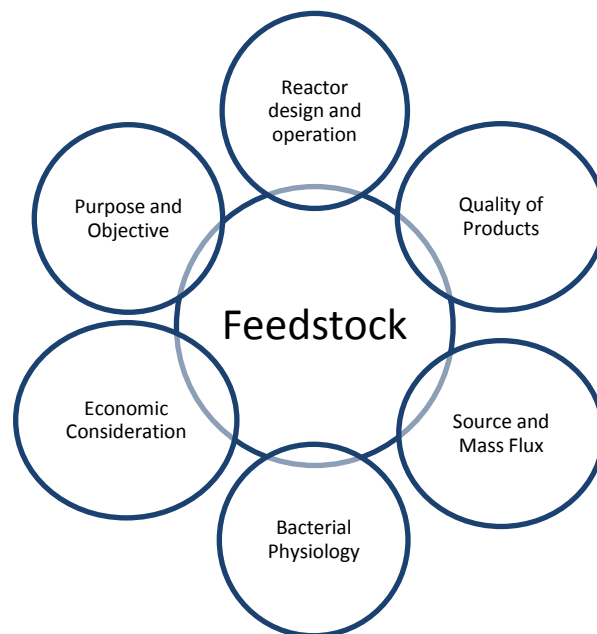 Reactor
design and
operation
Purpose and
Objective
Quality of
Products
Feedstock
Economic
Consideration
Source and
Mass Flux
Bacterial
Physiology